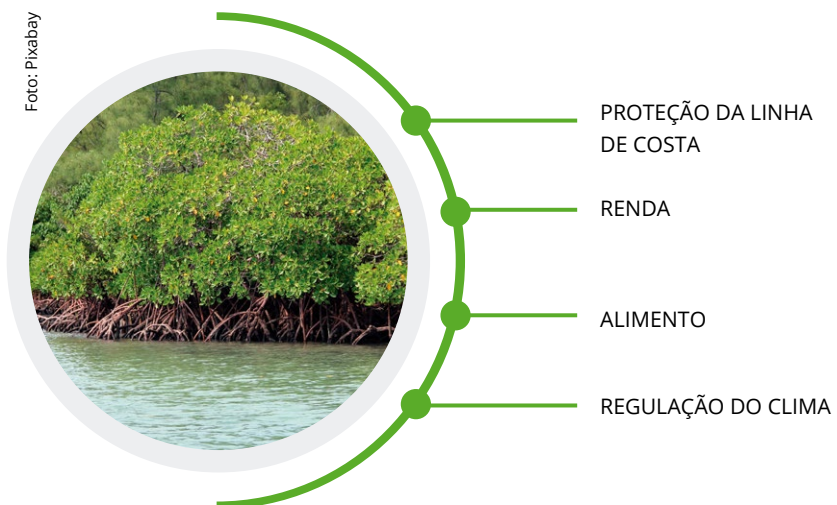 Foto: Pixabay
PROTEÇÃO DA LINHA
DE COSTA
RENDA
ALIMENTO
REGULAÇÃO DO CLIMA